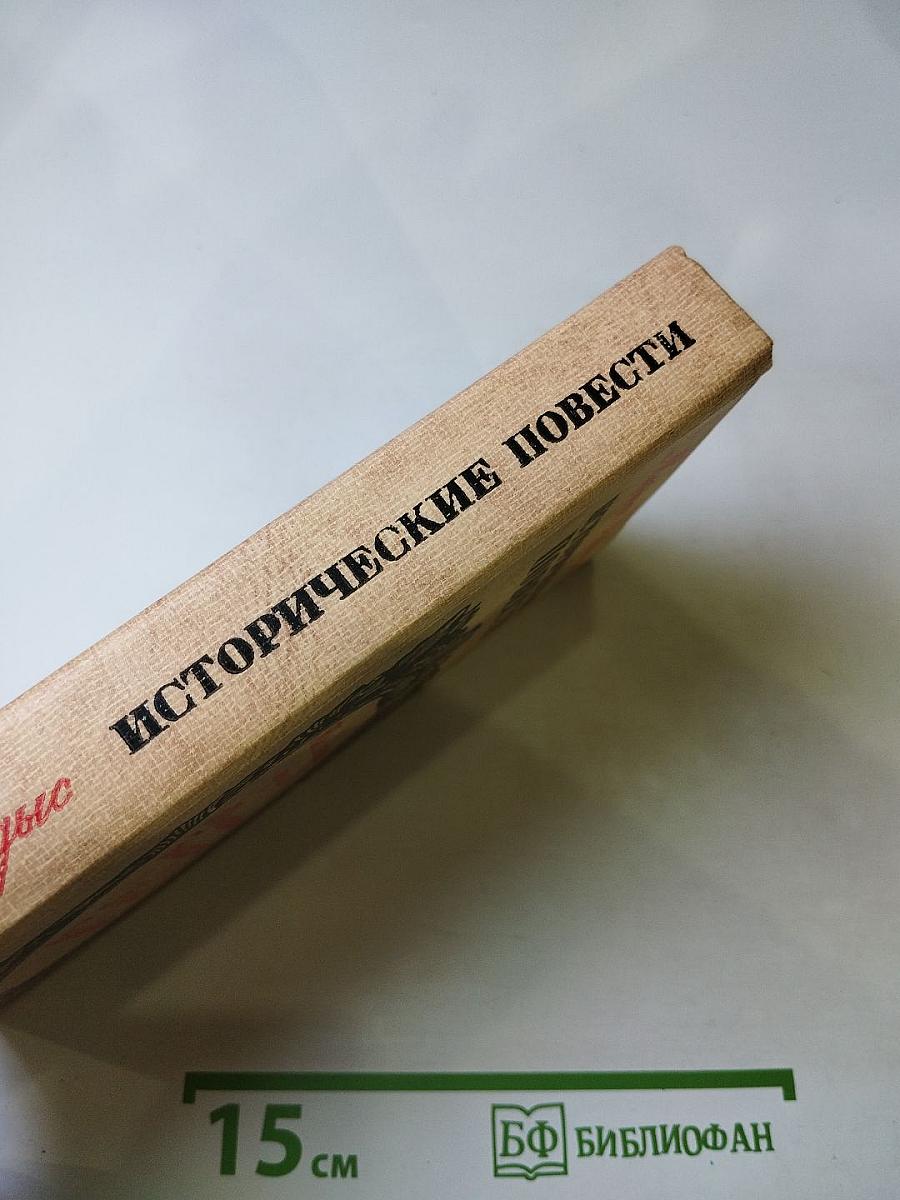 ИСТОРИЧЕСКИЕ ПОВЕСТИ
15 см
БФ БИБЛИОФАН